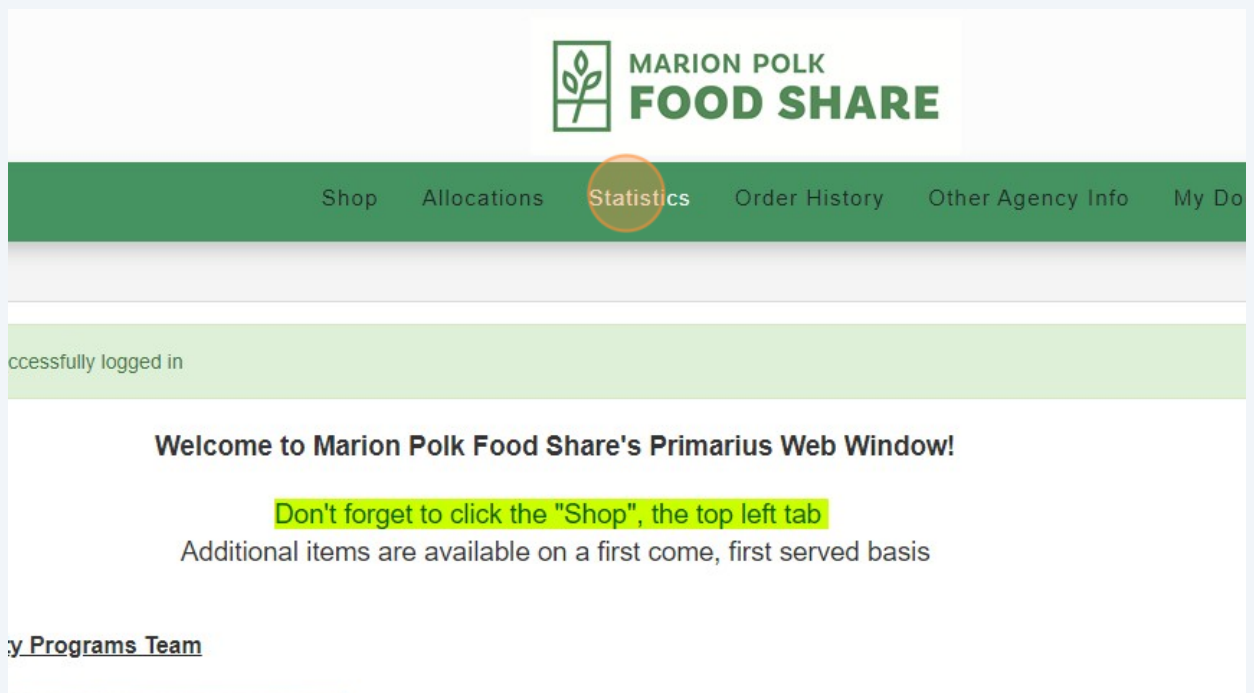 MARION POLK
FOOD SHARE
Shop Allocations Statistics Order History Other Agency Info My Do
ccessfully logged in
Welcome to Marion Polk Food Share's Primarius Web Window!
Don't forget to click the "Shop", the top left tab
Additional items are available on a first come, first served basis
y Programs Team